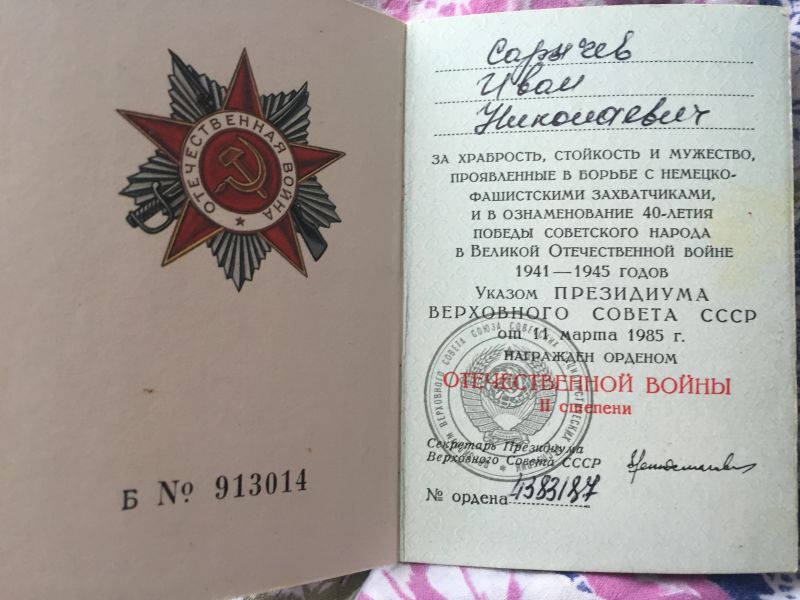 ОТЕЧЕСТВЕННАЯ ВОЙНА
Б № 913014
Сарычев
Иван
Николаевич
ЗА ХРАБРОСТЬ, СТОЙКОСТЬ И МУЖЕСТВО,
ПРОЯВЛЕННЫЕ В БОРЬБЕ С НЕМЕЦКО-
ФАШИСТСКИМИ ЗАХВАТЧИКАМИ,
И В ОЗНАМЕНОВАНИЕ 40-ЛЕТИЯ
ПОБЕДЫ СОВЕТСКОГО НАРОДА
В ВЕЛИКОЙ ОТЕЧЕСТВЕННОЙ ВОЙНЕ
1941 — 1945 ГОДОВ
УКАЗОМ ПРЕЗИДИУМА
ВЕРХОВНОГО СОВЕТА СССР
от 11 марта 1985 г.
НАГРАЖДЕН ОРДЕНОМ
ОТЕЧЕСТВЕННОЙ ВОЙНЫ
II степени
Секретарь Президиума
Верховного Совета СССР
№ ордена 4383187